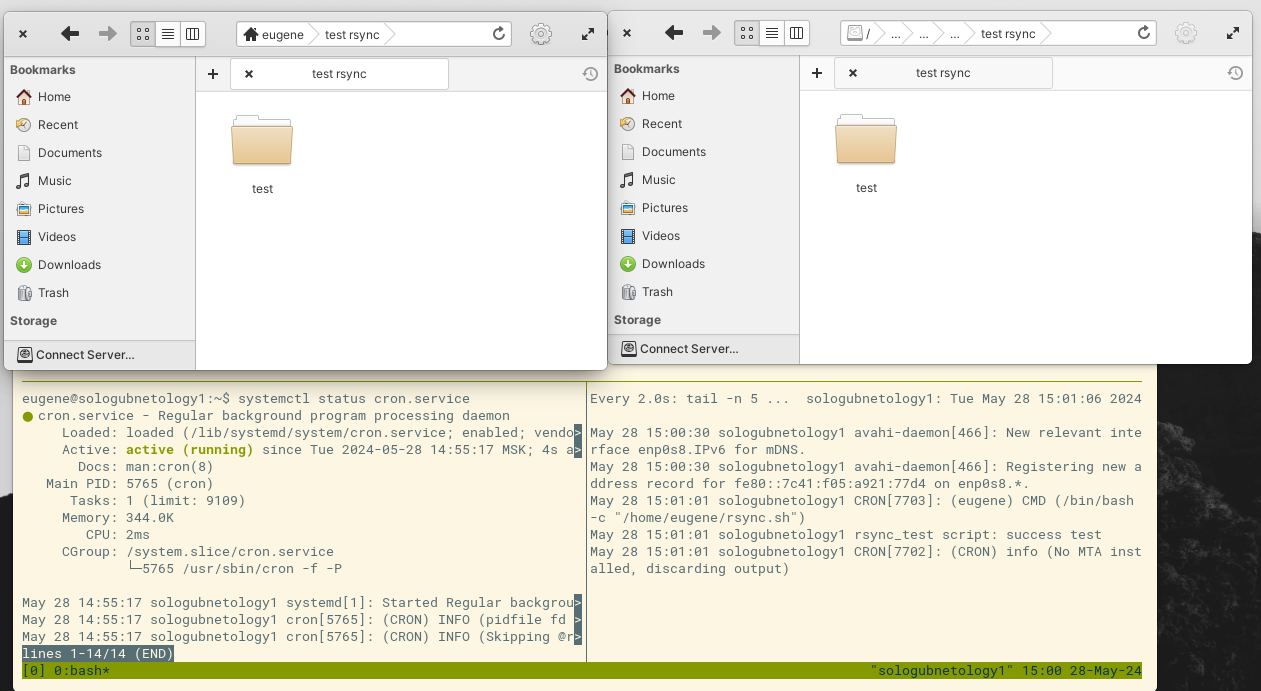 eugene
test rsync
/
...
...
...
test rsync
Bookmarks
test rsync
Home
Recent
Documents
Music
Pictures
Videos
Downloads
Trash
Storage
Connect Server...
test
Bookmarks
test rsync
Home
Recent
Documents
Music
Pictures
Videos
Downloads
Trash
Storage
Connect Server...
test
eugene@sologubnetology1:~$ systemctl status cron.service
● cron.service - Regular background program processing daemon
Loaded: loaded (/lib/systemd/system/cron.service; enabled; vendo>
Active: active (running) since Tue 2024-05-28 14:55:17 MSK; 4s a>
Docs: man:cron(8)
Main PID: 5765 (cron)
Tasks: 1 (limit: 9109)
Memory: 344.0K
CPU: 2ms
CGroup: /system.slice/cron.service
└─5765 /usr/sbin/cron -f -P
May 28 14:55:17 sologubnetology1 systemd[1]: Started Regular backgrou>
May 28 14:55:17 sologubnetology1 cron[5765]: (CRON) INFO (pidfile fd >
May 28 14:55:17 sologubnetology1 cron[5765]: (CRON) INFO (Skipping @r>
lines 1-14/14 (END)
Every 2.0s: tail -n 5 ...  sologubnetology1: Tue May 28 15:01:06 2024
May 28 15:00:30 sologubnetology1 avahi-daemon[466]: New relevant inte
rface enp0s8.IPv6 for mDNS.
May 28 15:00:30 sologubnetology1 avahi-daemon[466]: Registering new a
ddress record for fe80::7c41:f05:a921:77d4 on enp0s8.*.
May 28 15:01:01 sologubnetology1 CRON[7703]: (eugene) CMD (/bin/bash
-c "/home/eugene/rsync.sh")
May 28 15:01:01 sologubnetology1 rsync_test script: success test
May 28 15:01:01 sologubnetology1 CRON[7702]: (CRON) info (No MTA inst
alled, discarding output)
[0] 0:bash*
"sologubnetology1" 15:00 28-May-24